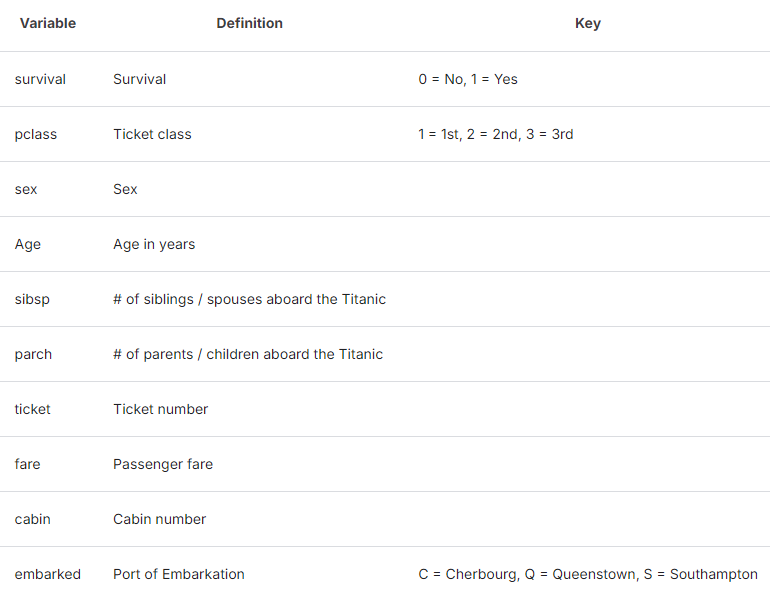 Variable Definition Key
survival Survival 0 = No, 1 = Yes
pclass Ticket class 1 = 1st, 2 = 2nd, 3 = 3rd
sex Sex
Age Age in years
sibsp # of siblings / spouses aboard the Titanic
parch # of parents / children aboard the Titanic
ticket Ticket number
fare Passenger fare
cabin Cabin number
embarked Port of Embarkation C = Cherbourg, Q = Queenstown, S = Southampton